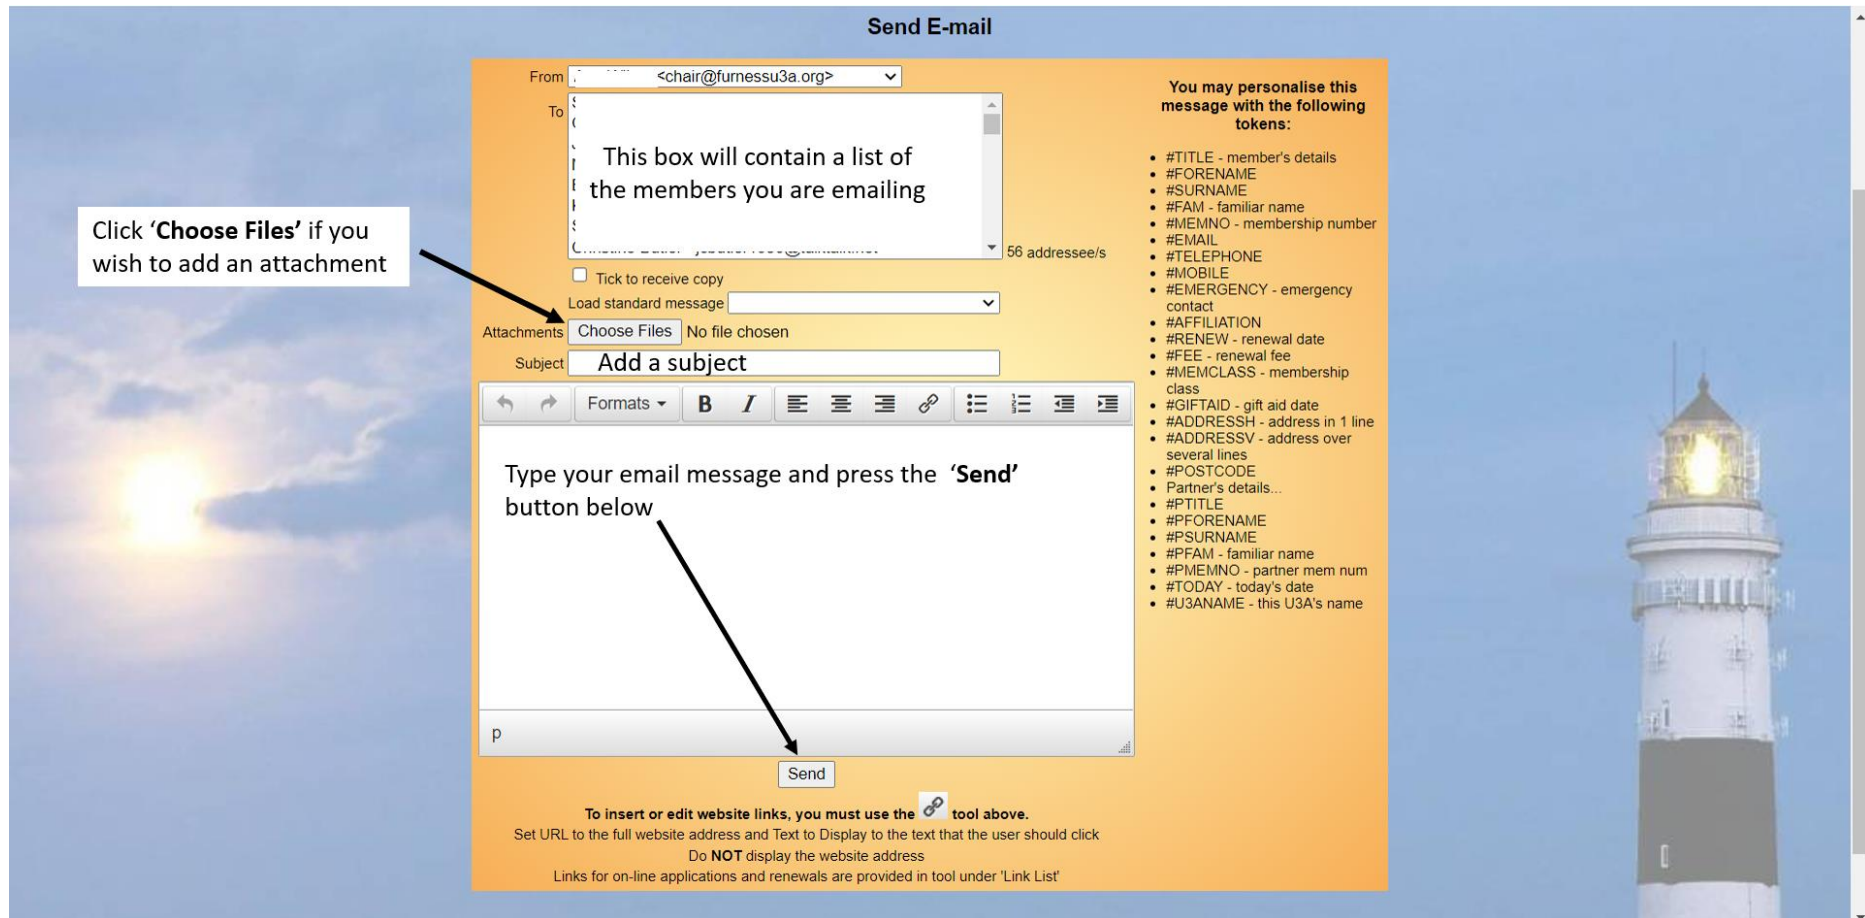 Send E-mail
From <chair@furnessu3a.org>
To
This box will contain a list of
the members you are emailing
56 addressee/s
Click ‘Choose Files’ if you
wish to add an attachment
Tick to receive copy
Load standard message
Attachments Choose Files No file chosen
Subject Add a subject
Formats B I
Type your email message and press the ‘Send’
button below
p
Send
To insert or edit website links, you must use the tool above.
Set URL to the full website address and Text to Display to the text that the user should click
Do NOT display the website address
Links for on-line applications and renewals are provided in tool under 'Link List'
You may personalise this
message with the following
tokens:
• #TITLE - member's details
• #FORENAME
• #SURNAME
• #FAM - familiar name
• #MEMNO - membership number
• #EMAIL
• #TELEPHONE
• #MOBILE
• #EMERGENCY - emergency
contact
• #AFFILIATION
• #RENEW - renewal date
• #FEE - renewal fee
• #MEMCLASS - membership
class
• #GIFTAID - gift aid date
• #ADDRESSH - address in 1 line
• #ADDRESSV - address over
several lines
• #POSTCODE
• Partner's details...
• #PTITLE
• #PFORENAME
• #PSURNAME
• #PFAM - familiar name
• #PMEMNO - partner mem num
• #TODAY - today's date
• #U3ANAME - this U3A's name